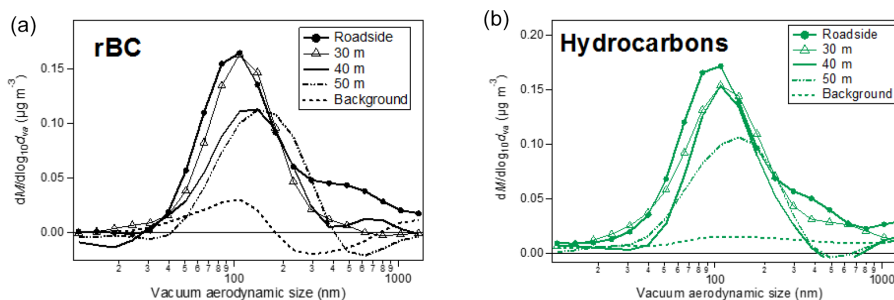 (a)
rBC
Roadside
30 m
40 m
50 m
Background
dM/dlog₁₀dva (µg m⁻³)
0.15
0.10
0.05
0.00
2 3 4 5 6 7 8 9 100 2 3 4 5 6 7 8 9 1000
Vacuum aerodynamic size (nm)
(b)
Hydrocarbons
Roadside
30 m
40 m
50 m
Background
dM/dlog₁₀dva (µg m⁻³)
0.20
0.15
0.10
0.05
0.00
2 3 4 5 6 7 8 9 100 2 3 4 5 6 7 8 9 1000
Vacuum aerodynamic size (nm)